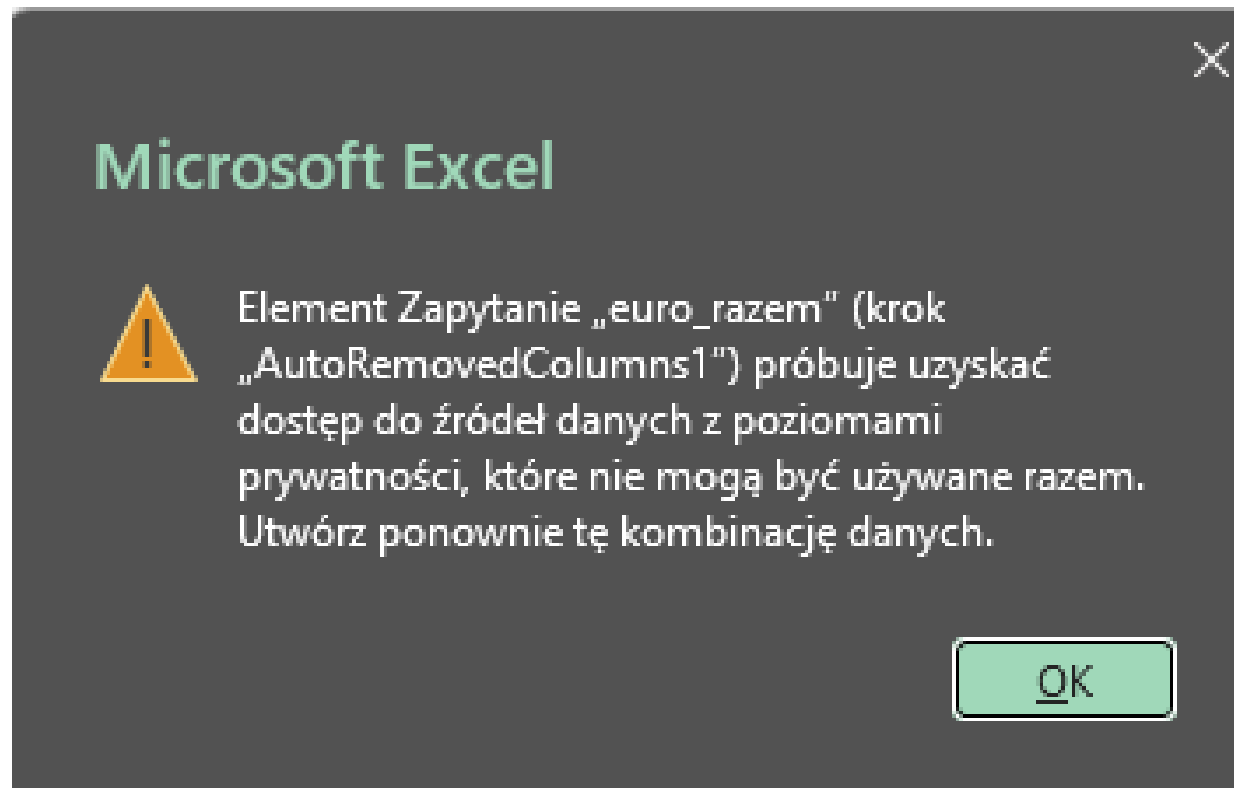 Microsoft Excel
Element Zapytanie „euro_razem” (krok
„AutoRemovedColumns1”) próbuje uzyskać
dostęp do źródeł danych z poziomami
prywatności, które nie mogą być używane razem.
Utwórz ponownie tę kombinację danych.
OK